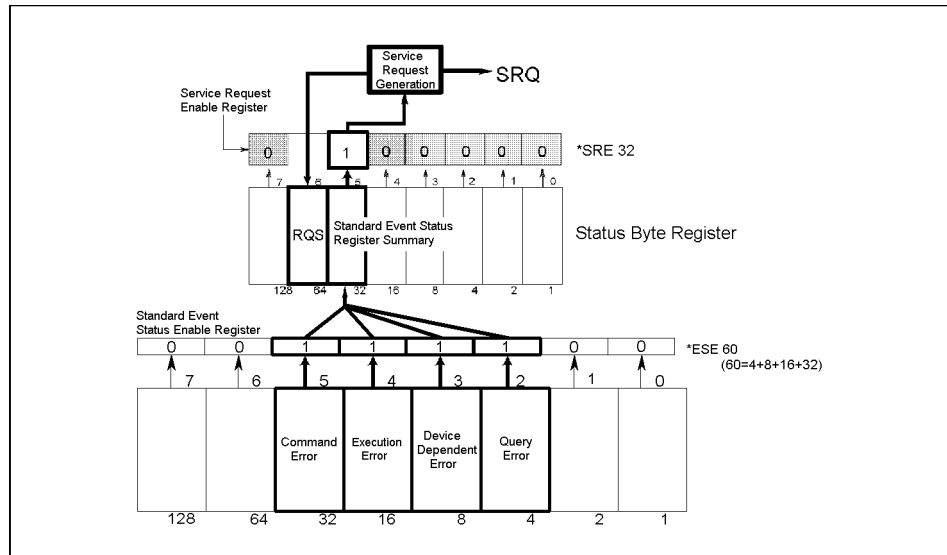 Service
Request
Generation
SRQ
Service Request
Enable Register
0 1 0 0 0 0 0
*SRE 32
7 6 5 4 3 2 1 0
RQS
Standard Event Status
Register Summary
Status Byte Register
128 64 32 16 8 4 2 1
Standard Event
Status Enable Register
0 0 1 1 1 1 0 0
*ESE 60
(60=4+8+16+32)
7 6 5 4 3 2 1 0
Command
Error
Execution
Error
Device
Dependent
Error
Query
Error
128 64 32 16 8 4 2 1